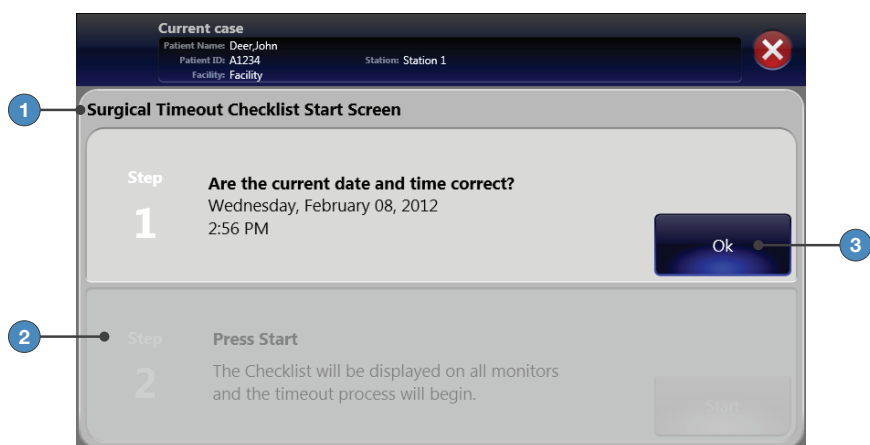 Current case
Patient Name: Deer,John
Patient ID: A1234 Station: Station 1
Facility: Facility
1 Surgical Timeout Checklist Start Screen
Step
1
Are the current date and time correct?
Wednesday, February 08, 2012
2:56 PM
Ok 3
2 Step
2
Press Start
The Checklist will be displayed on all monitors
and the timeout process will begin.
Start